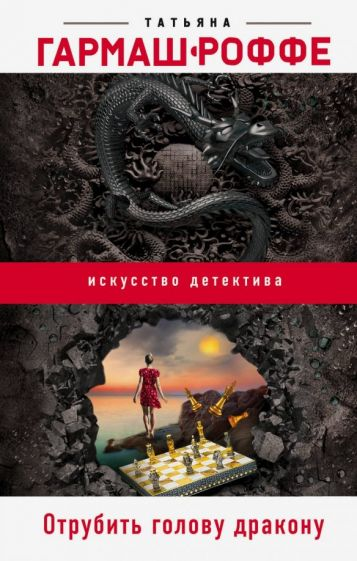 ТАТЬЯНА
ГАРМАШ-РОФФЕ
искусство детектива
Отрубить голову дракону